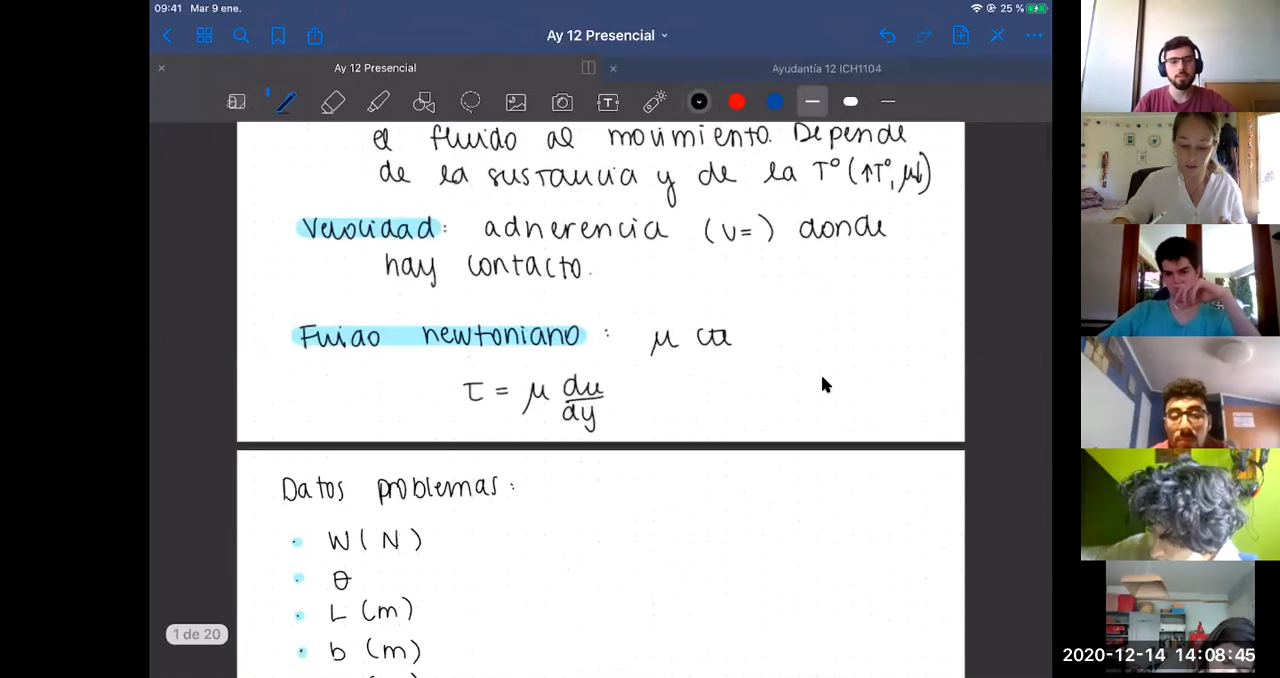 09:41 Mar 9 ene.
25 %
Ay 12 Presencial
Ay 12 Presencial
Ayudantía 12 ICH1104
el fluido al movimiento. Depende
de la sustancia y de la T° (↑T°, μ↓)
Velocidad: adherencia (v=) donde
hay contacto.
Fluido newtoniano: μ cte
τ = μ du/dy
Datos problemas:
• W (N)
• θ
• L (m)
• b (m)
1 de 20
2020-12-14 14:08:45